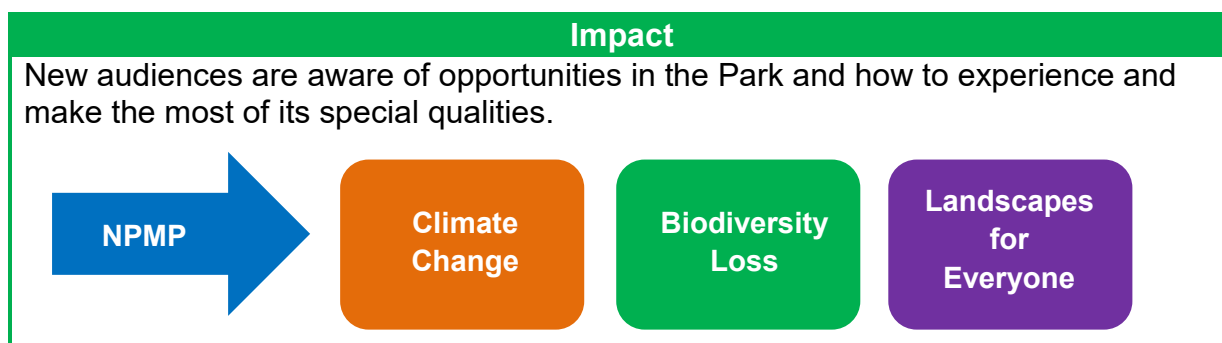 Impact
New audiences are aware of opportunities in the Park and how to experience and
make the most of its special qualities.
NPMP
Climate
Change
Biodiversity
Loss
Landscapes
for
Everyone